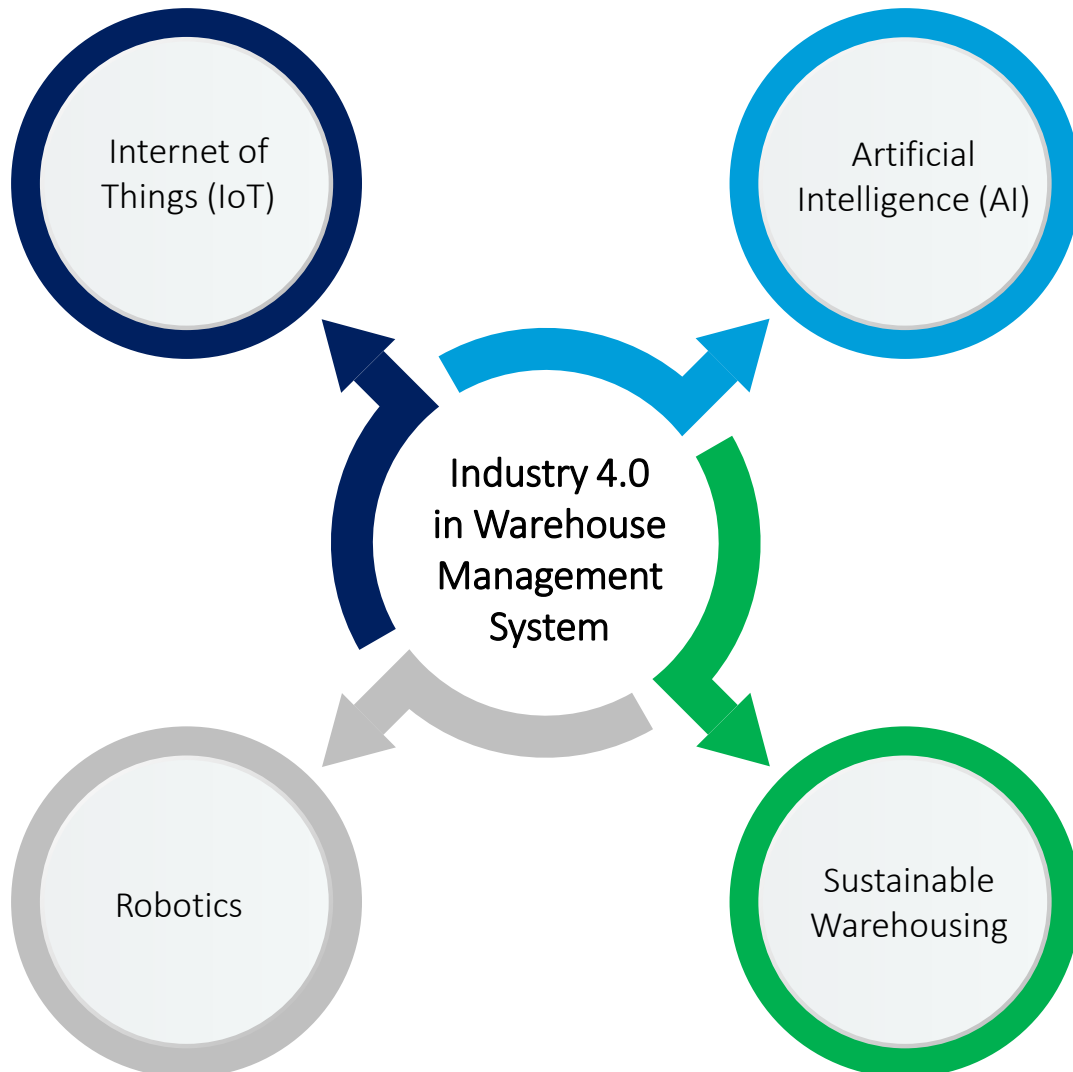 Internet of
Things (IoT)
Artificial
Intelligence (AI)
Industry 4.0
in Warehouse
Management
System
Robotics
Sustainable
Warehousing